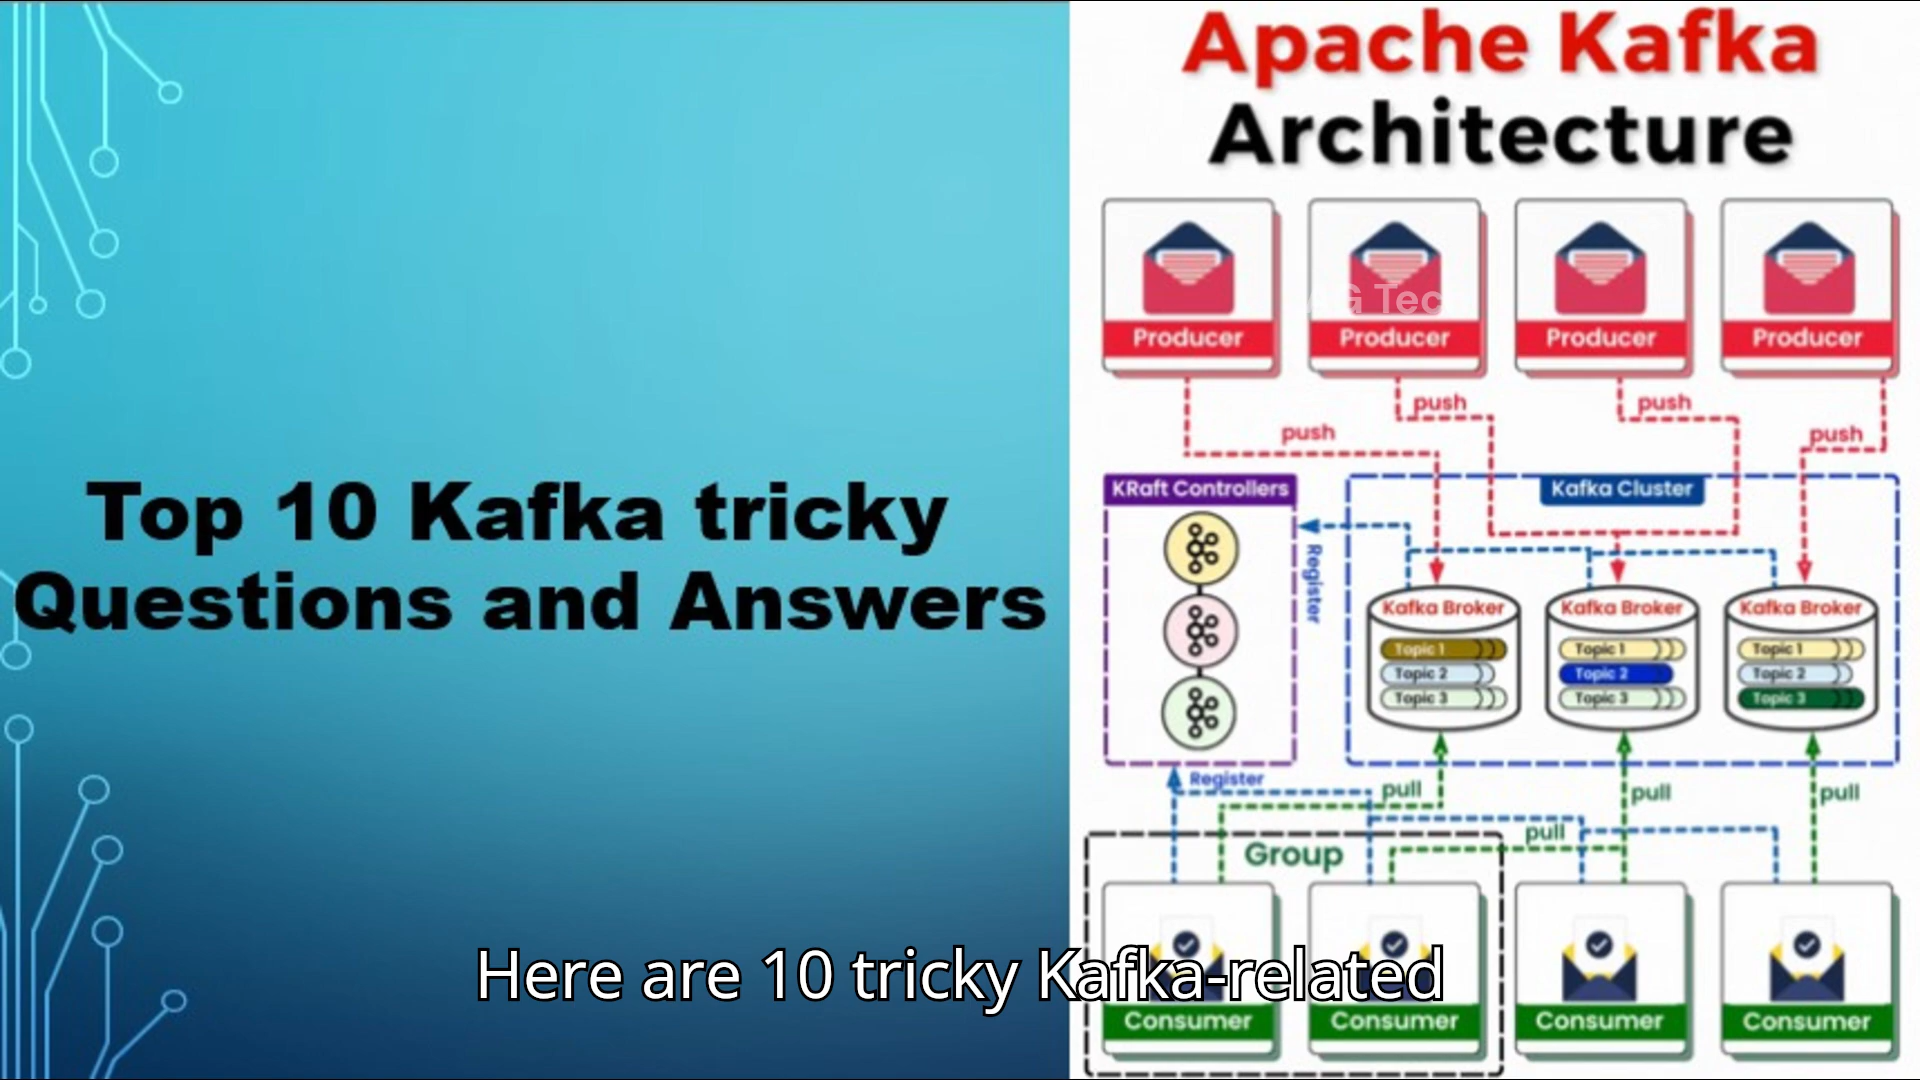 Top 10 Kafka tricky
Questions and Answers
Apache Kafka
Architecture
Producer
Producer
Producer
Producer
AG Tec
push
push
push
push
KRaft Controllers
Kafka Cluster
Register
Kafka Broker
Topic 1
Topic 2
Topic 3
Kafka Broker
Topic 1
Topic 2
Topic 3
Kafka Broker
Topic 1
Topic 2
Topic 3
Register
pull
pull
pull
pull
Group
Consumer
Consumer
Consumer
Consumer
Here are 10 tricky Kafka-related